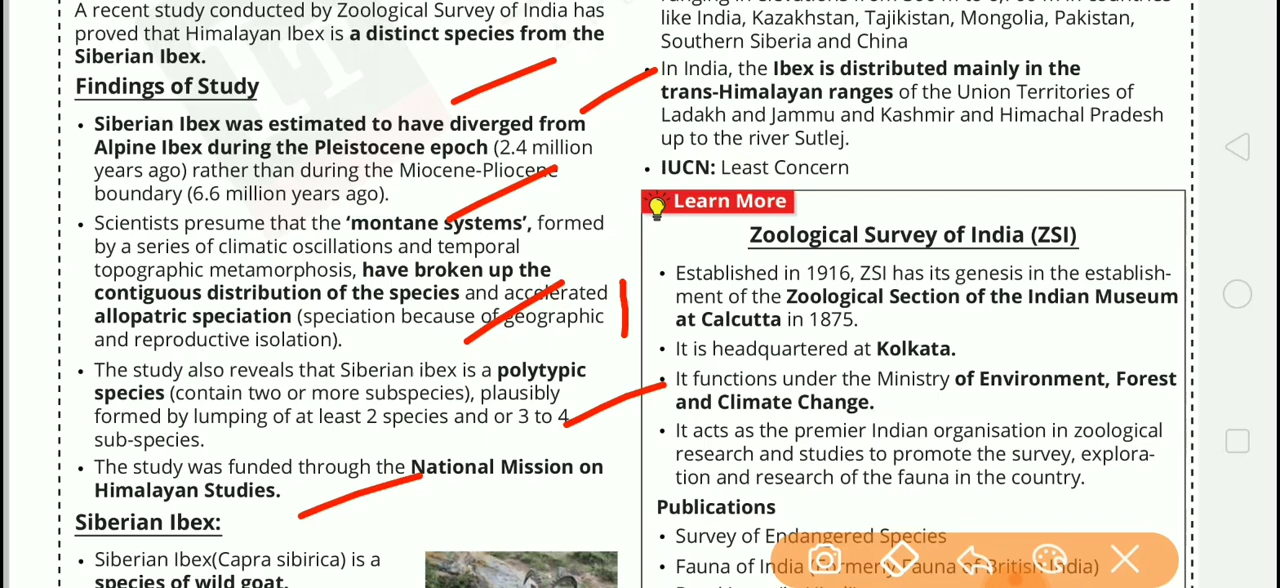 A recent study conducted by Zoological Survey of India has
proved that Himalayan Ibex is a distinct species from the
Siberian Ibex.
Findings of Study
• Siberian Ibex was estimated to have diverged from
Alpine Ibex during the Pleistocene epoch (2.4 million
years ago) rather than during the Miocene-Pliocene
boundary (6.6 million years ago).
• Scientists presume that the ‘montane systems’, formed
by a series of climatic oscillations and temporal
topographic metamorphosis, have broken up the
contiguous distribution of the species and accelerated
allopatric speciation (speciation because of geographic
and reproductive isolation).
• The study also reveals that Siberian ibex is a polytypic
species (contain two or more subspecies), plausibly
formed by lumping of at least 2 species and or 3 to 4
sub-species.
• The study was funded through the National Mission on
Himalayan Studies.
Siberian Ibex:
• Siberian Ibex(Capra sibirica) is a
species of wild goat.
like India, Kazakhstan, Tajikistan, Mongolia, Pakistan,
Southern Siberia and China
• In India, the Ibex is distributed mainly in the
trans-Himalayan ranges of the Union Territories of
Ladakh and Jammu and Kashmir and Himachal Pradesh
up to the river Sutlej.
• IUCN: Least Concern
Learn More
Zoological Survey of India (ZSI)
• Established in 1916, ZSI has its genesis in the establish-
ment of the Zoological Section of the Indian Museum
at Calcutta in 1875.
• It is headquartered at Kolkata.
• It functions under the Ministry of Environment, Forest
and Climate Change.
• It acts as the premier Indian organisation in zoological
research and studies to promote the survey, explora-
tion and research of the fauna in the country.
Publications
• Survey of Endangered Species
• Fauna of India (Formerly Fauna of British India)